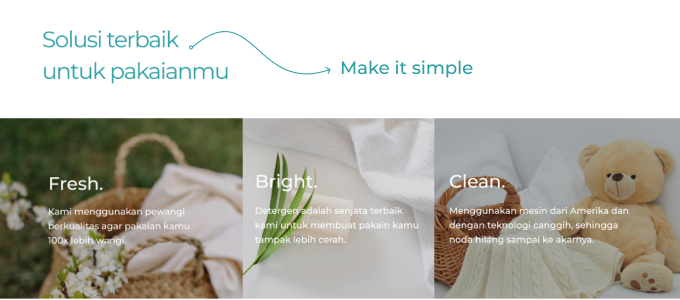 Solusi terbaik
untuk pakaianmu
Make it simple
Fresh.
Kami menggunakan pewangi
berkualitas agar pakaian kamu
100x lebih wangi.
Bright.
Detergen adalah senjata terbaik
kami untuk membuat pakain kamu
tampak lebih cerah.
Clean.
Menggunakan mesin dari Amerika dan
dengan teknologi canggih, sehingga
noda hilang sampai ke akarnya.